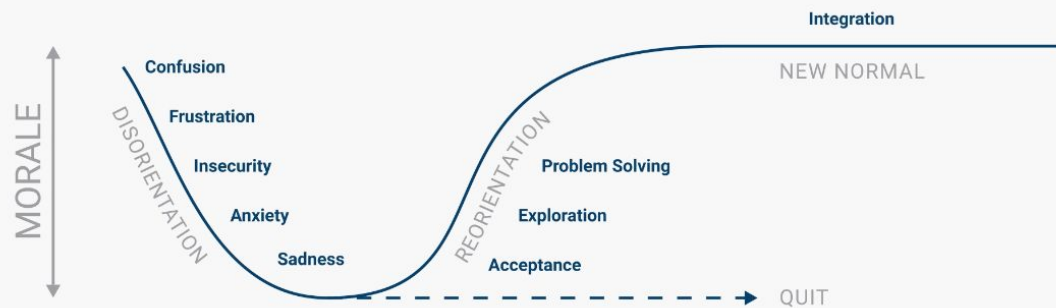 Integration
Confusion
NEW NORMAL
MORALE
Frustration
DISORIENTATION
Insecurity
REORIENTATION
Problem Solving
Anxiety
Exploration
Sadness
Acceptance
QUIT